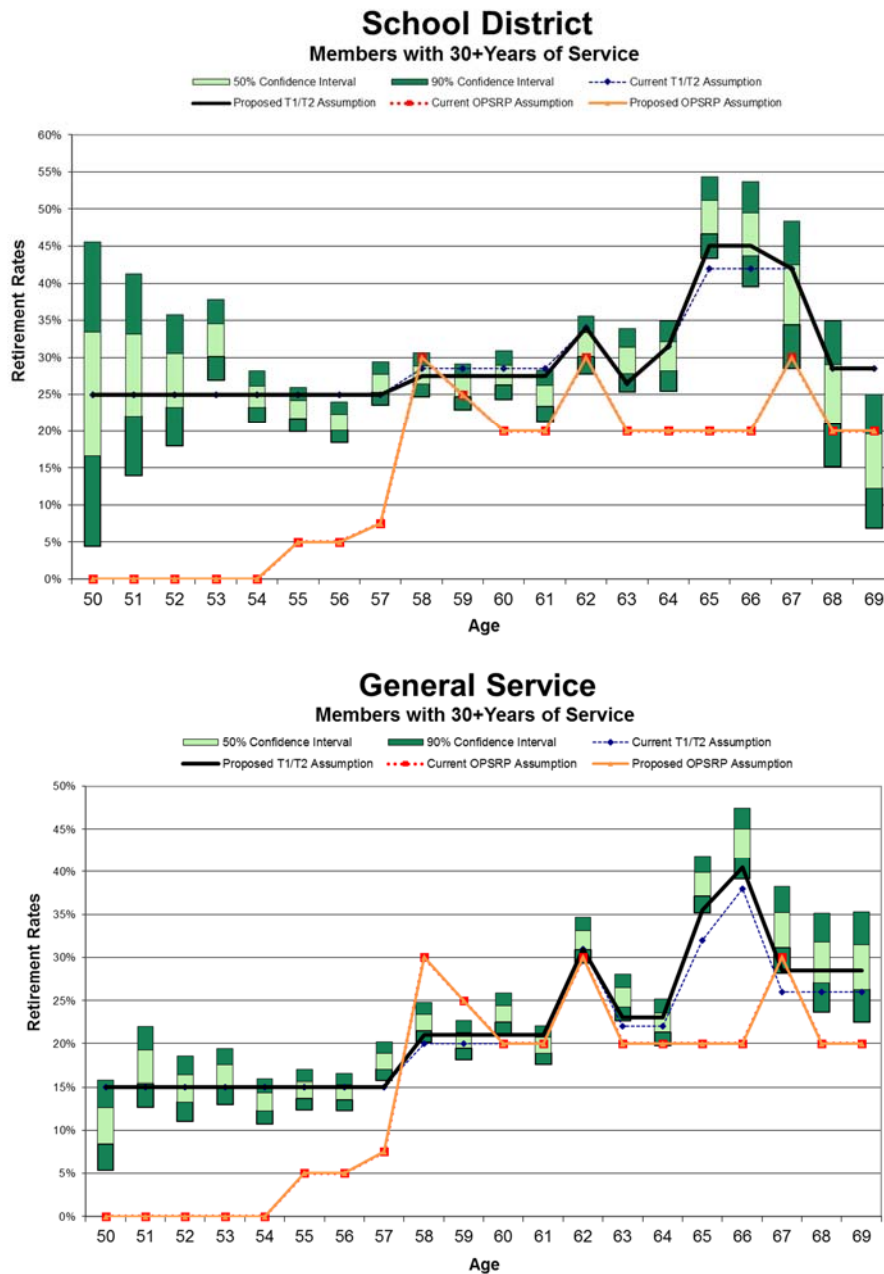 School District
Members with 30+Years of Service
50% Confidence Interval 90% Confidence Interval Current T1/T2 Assumption
Proposed T1/T2 Assumption Current OPSRP Assumption Proposed OPSRP Assumption
60%
55%
50%
45%
40%
35%
30%
25%
20%
15%
10%
5%
0%
Retirement Rates
50 51 52 53 54 55 56 57 58 59 60 61 62 63 64 65 66 67 68 69
Age
General Service
Members with 30+Years of Service
50% Confidence Interval 90% Confidence Interval Current T1/T2 Assumption
Proposed T1/T2 Assumption Current OPSRP Assumption Proposed OPSRP Assumption
50%
45%
40%
35%
30%
25%
20%
15%
10%
5%
0%
Retirement Rates
50 51 52 53 54 55 56 57 58 59 60 61 62 63 64 65 66 67 68 69
Age